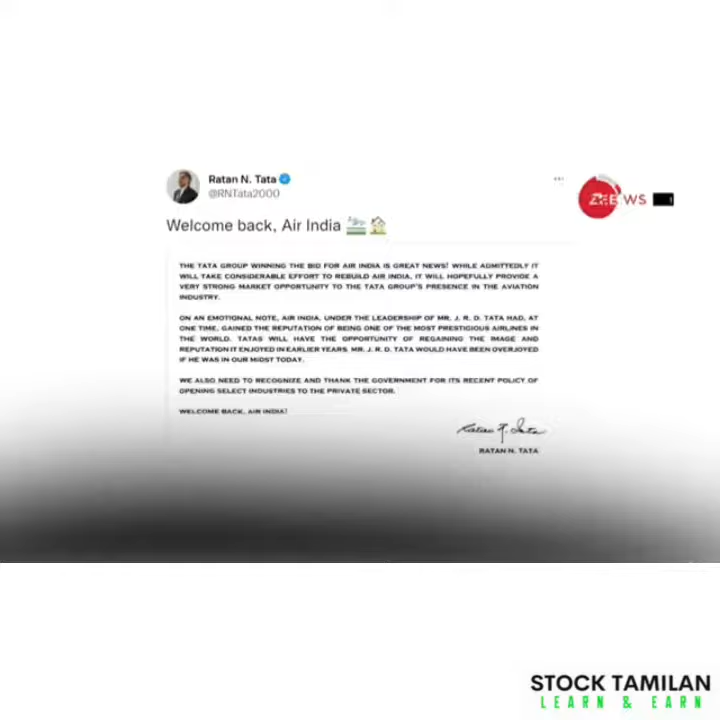 Ratan N. Tata
@RNTata2000
ZEE NEWS
Welcome back, Air India
THE TATA GROUP WINNING THE BID FOR AIR INDIA IS GREAT NEWS! WHILE ADMITTEDLY IT
WILL TAKE CONSIDERABLE EFFORT TO REBUILD AIR INDIA, IT WILL HOPEFULLY PROVIDE A
VERY STRONG MARKET OPPORTUNITY TO THE TATA GROUP'S PRESENCE IN THE AVIATION
INDUSTRY.
ON AN EMOTIONAL NOTE, AIR INDIA, UNDER THE LEADERSHIP OF MR. J. R. D. TATA HAD, AT
ONE TIME, GAINED THE REPUTATION OF BEING ONE OF THE MOST PRESTIGIOUS AIRLINES IN
THE WORLD. TATAS WILL HAVE THE OPPORTUNITY OF REGAINING THE IMAGE AND
REPUTATION IT ENJOYED IN EARLIER YEARS. MR. J. R. D. TATA WOULD HAVE BEEN OVERJOYED
IF HE WAS IN OUR MIDST TODAY.
WE ALSO NEED TO RECOGNIZE AND THANK THE GOVERNMENT FOR ITS RECENT POLICY OF
OPENING SELECT INDUSTRIES TO THE PRIVATE SECTOR.
WELCOME BACK, AIR INDIA!
Ratan N. Tata
RATAN N. TATA
STOCK TAMILAN
LEARN & EARN